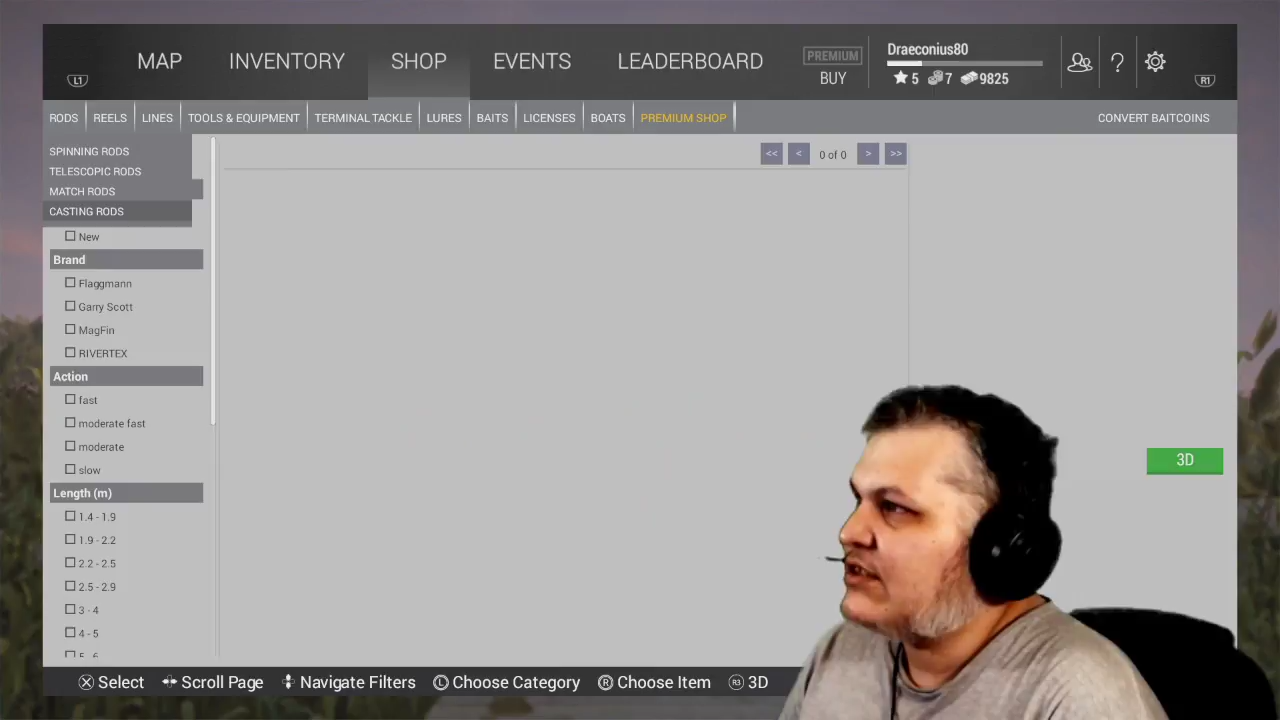 MAP
INVENTORY
SHOP
EVENTS
LEADERBOARD
PREMIUM
BUY
Draeconius80
5
7
9825
L1
R1
RODS
REELS
LINES
TOOLS & EQUIPMENT
TERMINAL TACKLE
LURES
BAITS
LICENSES
BOATS
PREMIUM SHOP
CONVERT BAITCOINS
SPINNING RODS
TELESCOPIC RODS
MATCH RODS
CASTING RODS
<<
<
0 of 0
>
>>
New
Brand
Flaggmann
Garry Scott
MagFin
RIVERTEX
Action
fast
moderate fast
moderate
slow
Length (m)
1.4 - 1.9
1.9 - 2.2
2.2 - 2.5
2.5 - 2.9
3 - 4
4 - 5
5 - 6
3D
Select
Scroll Page
Navigate Filters
L Choose Category
R Choose Item
R3 3D